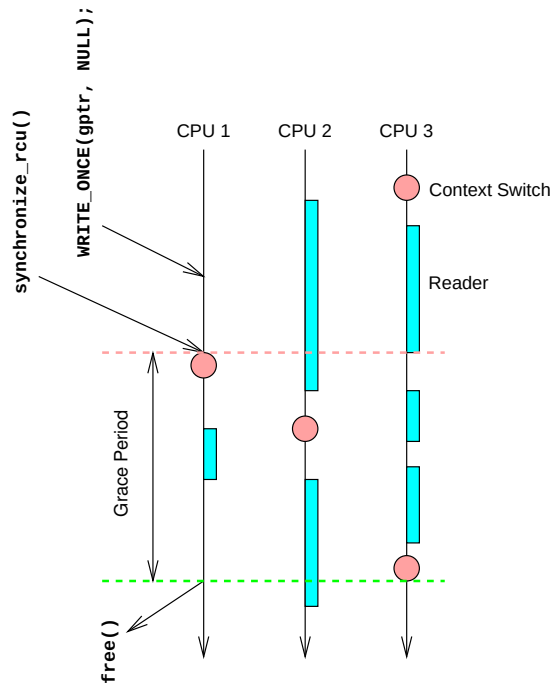 WRITE_ONCE(gptr, NULL);
synchronize_rcu()
CPU 1
CPU 2
CPU 3
Context Switch
Reader
Grace Period
free()